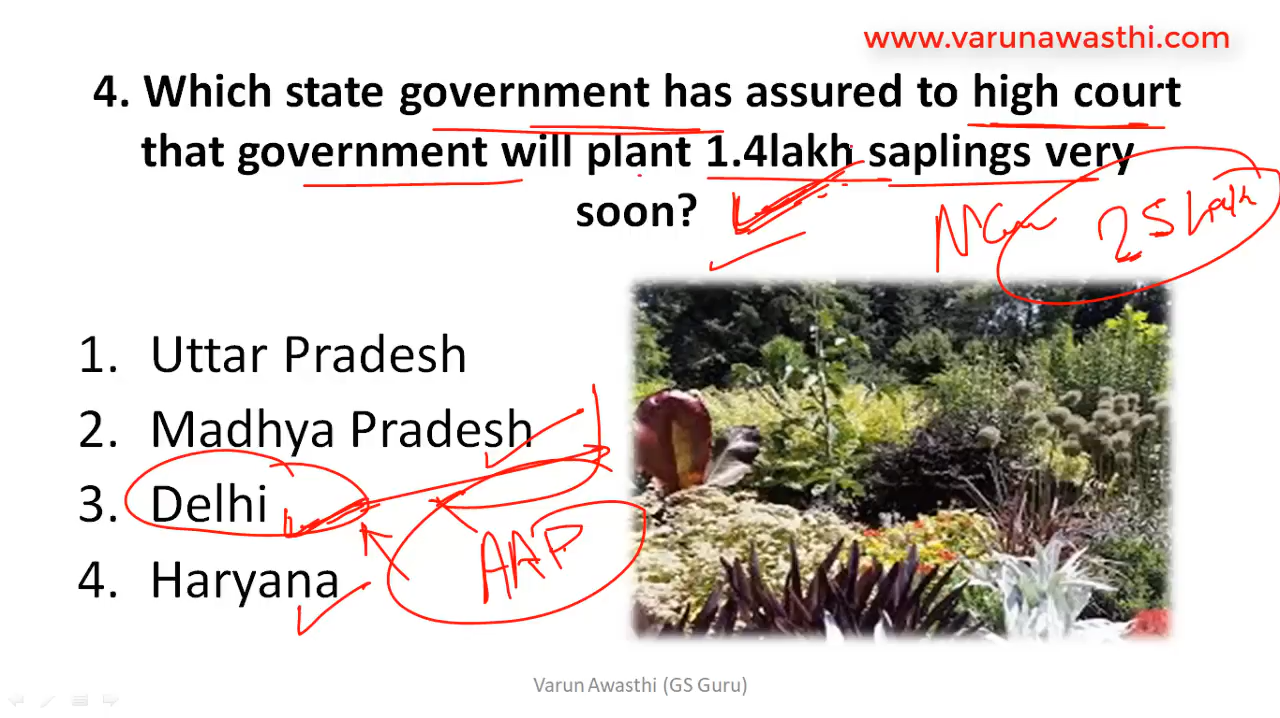 www.varunawasthi.com
4. Which state government has assured to high court
that government will plant 1.4lakh saplings very
soon?
25 Lakh
1. Uttar Pradesh
2. Madhya Pradesh
3. Delhi
AAP
4. Haryana
Varun Awasthi (GS Guru)